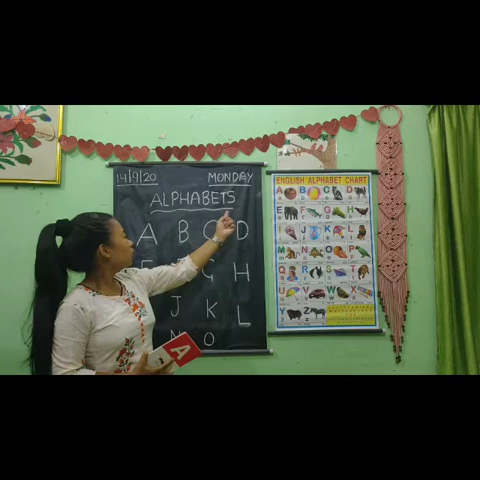 14/9/20 MONDAY
ALPHABETS
A B C D
G H
J K L
O
A
ENGLISH ALPHABET CHART
A B C D
E F G H
I J K L
M N O P
Q R S T
U V W X
Y Z